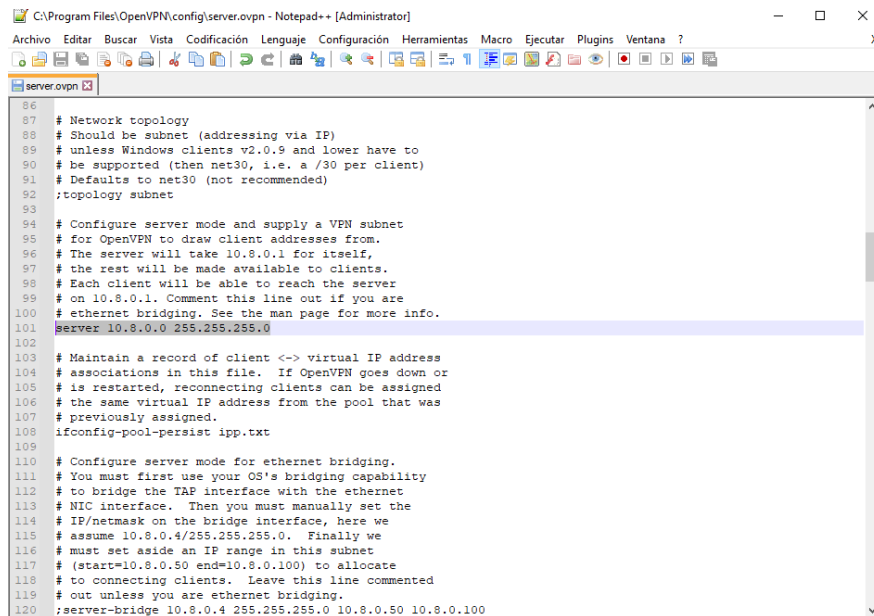 C:\Program Files\OpenVPN\config\server.ovpn - Notepad++ [Administrator]
Archivo Editar Buscar Vista Codificación Lenguaje Configuración Herramientas Macro Ejecutar Plugins Ventana ? X
server.ovpn
86
87 # Network topology
88 # Should be subnet (addressing via IP)
89 # unless Windows clients v2.0.9 and lower have to
90 # be supported (then net30, i.e. a /30 per client)
91 # Defaults to net30 (not recommended)
92 ;topology subnet
93
94 # Configure server mode and supply a VPN subnet
95 # for OpenVPN to draw client addresses from.
96 # The server will take 10.8.0.1 for itself,
97 # the rest will be made available to clients.
98 # Each client will be able to reach the server
99 # on 10.8.0.1. Comment this line out if you are
100 # ethernet bridging. See the man page for more info.
101 server 10.8.0.0 255.255.255.0
102
103 # Maintain a record of client <-> virtual IP address
104 # associations in this file.  If OpenVPN goes down or
105 # is restarted, reconnecting clients can be assigned
106 # the same virtual IP address from the pool that was
107 # previously assigned.
108 ifconfig-pool-persist ipp.txt
109
110 # Configure server mode for ethernet bridging.
111 # You must first use your OS's bridging capability
112 # to bridge the TAP interface with the ethernet
113 # NIC interface.  Then you must manually set the
114 # IP/netmask on the bridge interface, here we
115 # assume 10.8.0.4/255.255.255.0.  Finally we
116 # must set aside an IP range in this subnet
117 # (start=10.8.0.50 end=10.8.0.100) to allocate
118 # to connecting clients.  Leave this line commented
119 # out unless you are ethernet bridging.
120 ;server-bridge 10.8.0.4 255.255.255.0 10.8.0.50 10.8.0.100